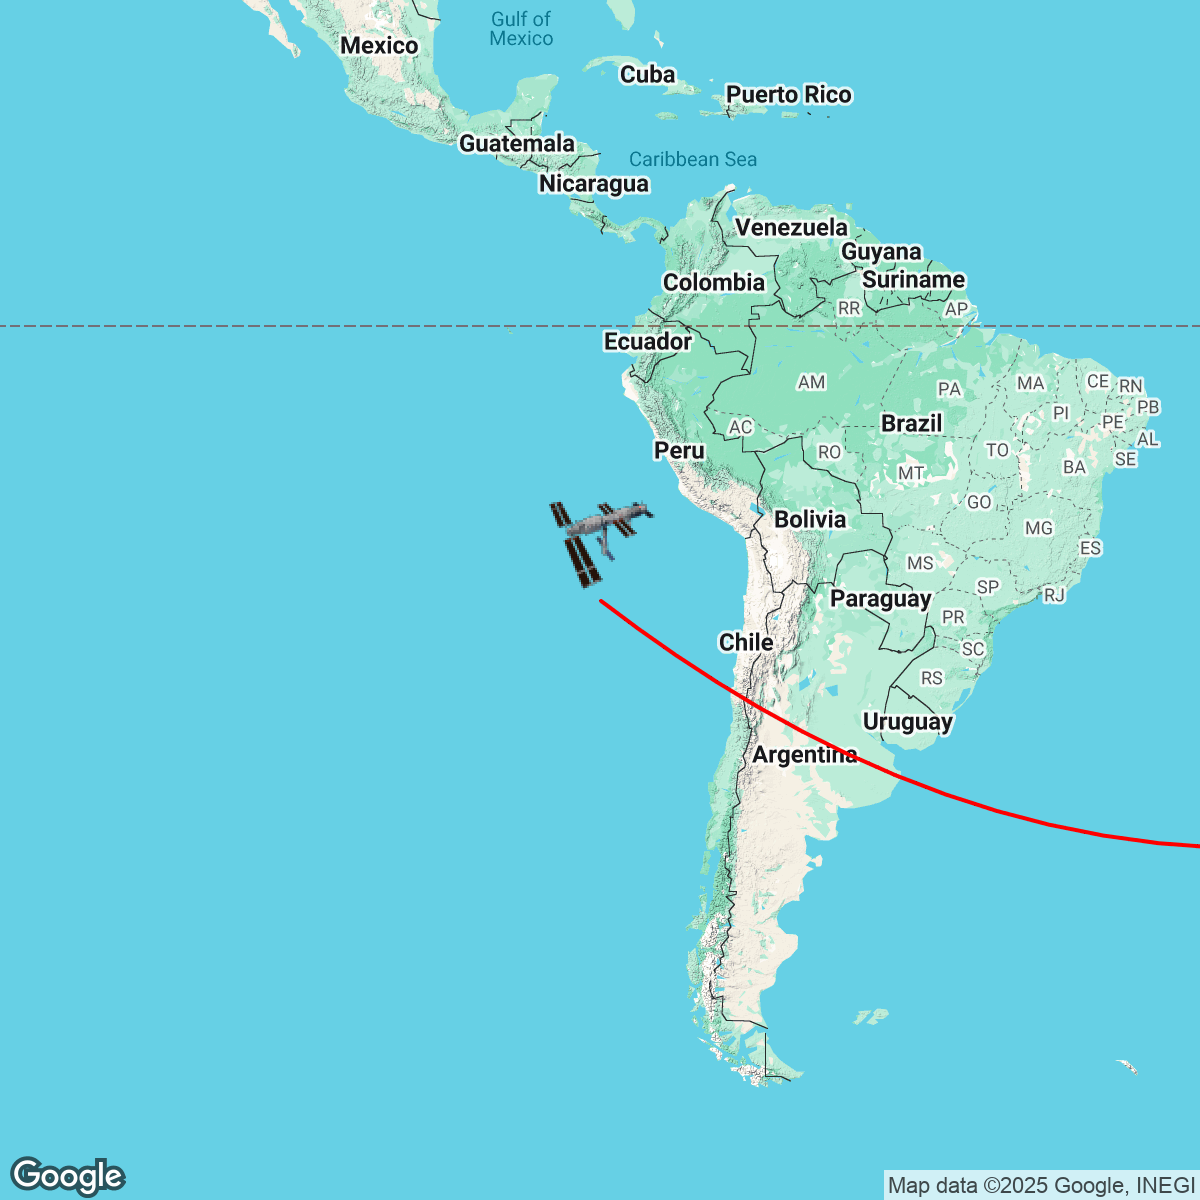 Gulf of
Mexico
Mexico
Cuba
Puerto Rico
Guatemala
Caribbean Sea
Nicaragua
Venezuela
Guyana
Colombia
Suriname
RR
AP
Ecuador
AM
PA
MA
CE
RN
PI
PB
AC
Brazil
PE
AL
Peru
RO
TO
SE
MT
BA
GO
Bolivia
MG
ES
MS
SP
RJ
Paraguay
PR
Chile
SC
RS
Uruguay
Argentina
Google
Map data ©2025 Google, INEGI